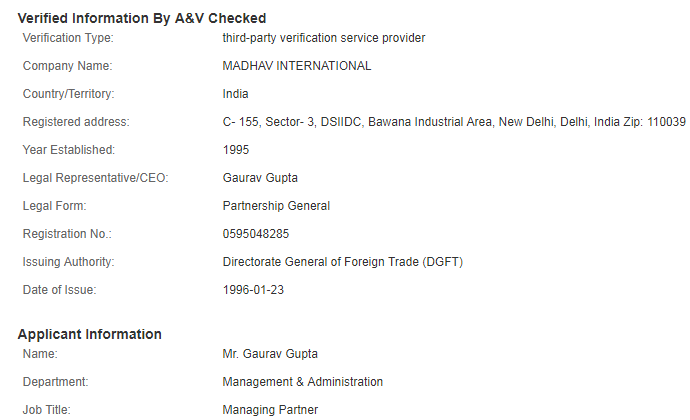 Verified Information By A&V Checked
Verification Type: third-party verification service provider
Company Name: MADHAV INTERNATIONAL
Country/Territory: India
Registered address: C- 155, Sector- 3, DSIIDC, Bawana Industrial Area, New Delhi, Delhi, India Zip: 110039
Year Established: 1995
Legal Representative/CEO: Gaurav Gupta
Legal Form: Partnership General
Registration No.: 0595048285
Issuing Authority: Directorate General of Foreign Trade (DGFT)
Date of Issue: 1996-01-23
Applicant Information
Name: Mr. Gaurav Gupta
Department: Management & Administration
Job Title: Managing Partner